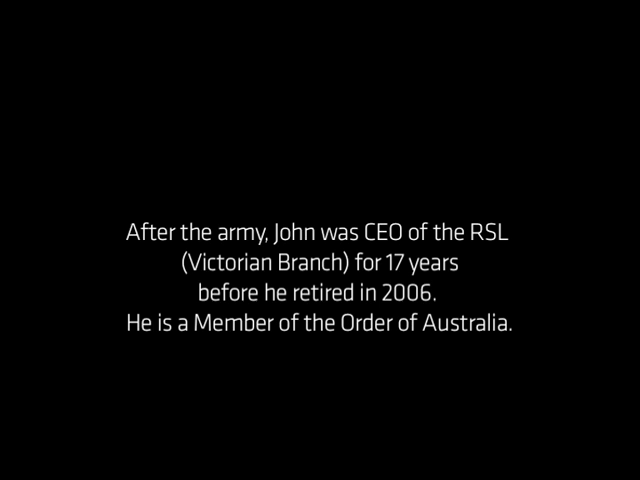 After the army, John was CEO of the RSL
(Victorian Branch) for 17 years
before he retired in 2006.
He is a Member of the Order of Australia.